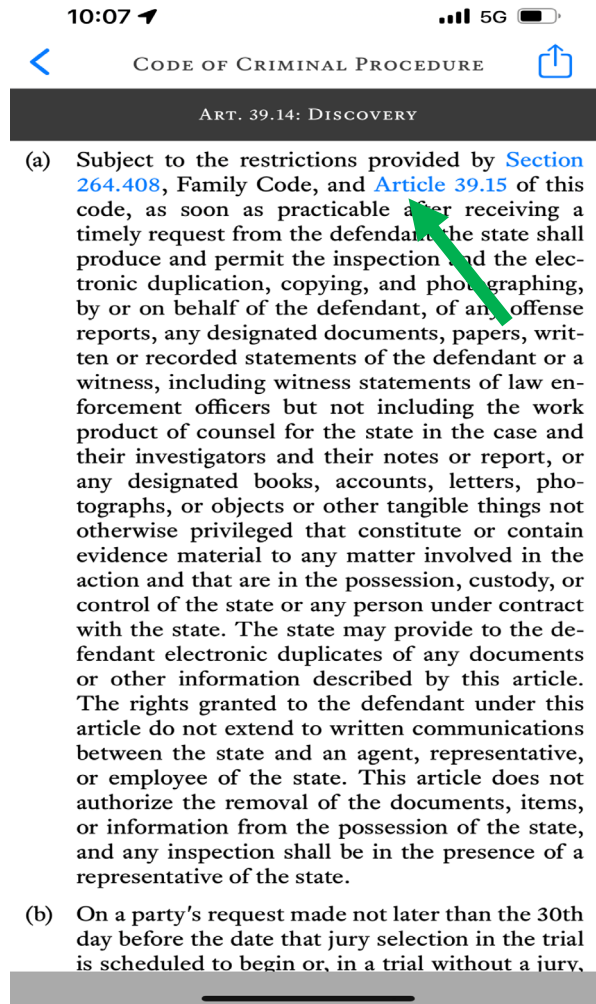 10:07 5G
CODE OF CRIMINAL PROCEDURE
ART. 39.14: DISCOVERY
(a) Subject to the restrictions provided by Section
264.408, Family Code, and Article 39.15 of this
code, as soon as practicable after receiving a
timely request from the defendant the state shall
produce and permit the inspection and the elec-
tronic duplication, copying, and photographing,
by or on behalf of the defendant, of any offense
reports, any designated documents, papers, writ-
ten or recorded statements of the defendant or a
witness, including witness statements of law en-
forcement officers but not including the work
product of counsel for the state in the case and
their investigators and their notes or report, or
any designated books, accounts, letters, pho-
tographs, or objects or other tangible things not
otherwise privileged that constitute or contain
evidence material to any matter involved in the
action and that are in the possession, custody, or
control of the state or any person under contract
with the state. The state may provide to the de-
fendant electronic duplicates of any documents
or other information described by this article.
The rights granted to the defendant under this
article do not extend to written communications
between the state and an agent, representative,
or employee of the state. This article does not
authorize the removal of the documents, items,
or information from the possession of the state,
and any inspection shall be in the presence of a
representative of the state.
(b) On a party's request made not later than the 30th
day before the date that jury selection in the trial
is scheduled to begin or, in a trial without a jury,